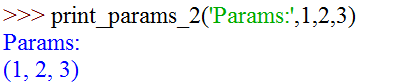 >>> print_params_2('Params:',1,2,3)
Params:
(1, 2, 3)